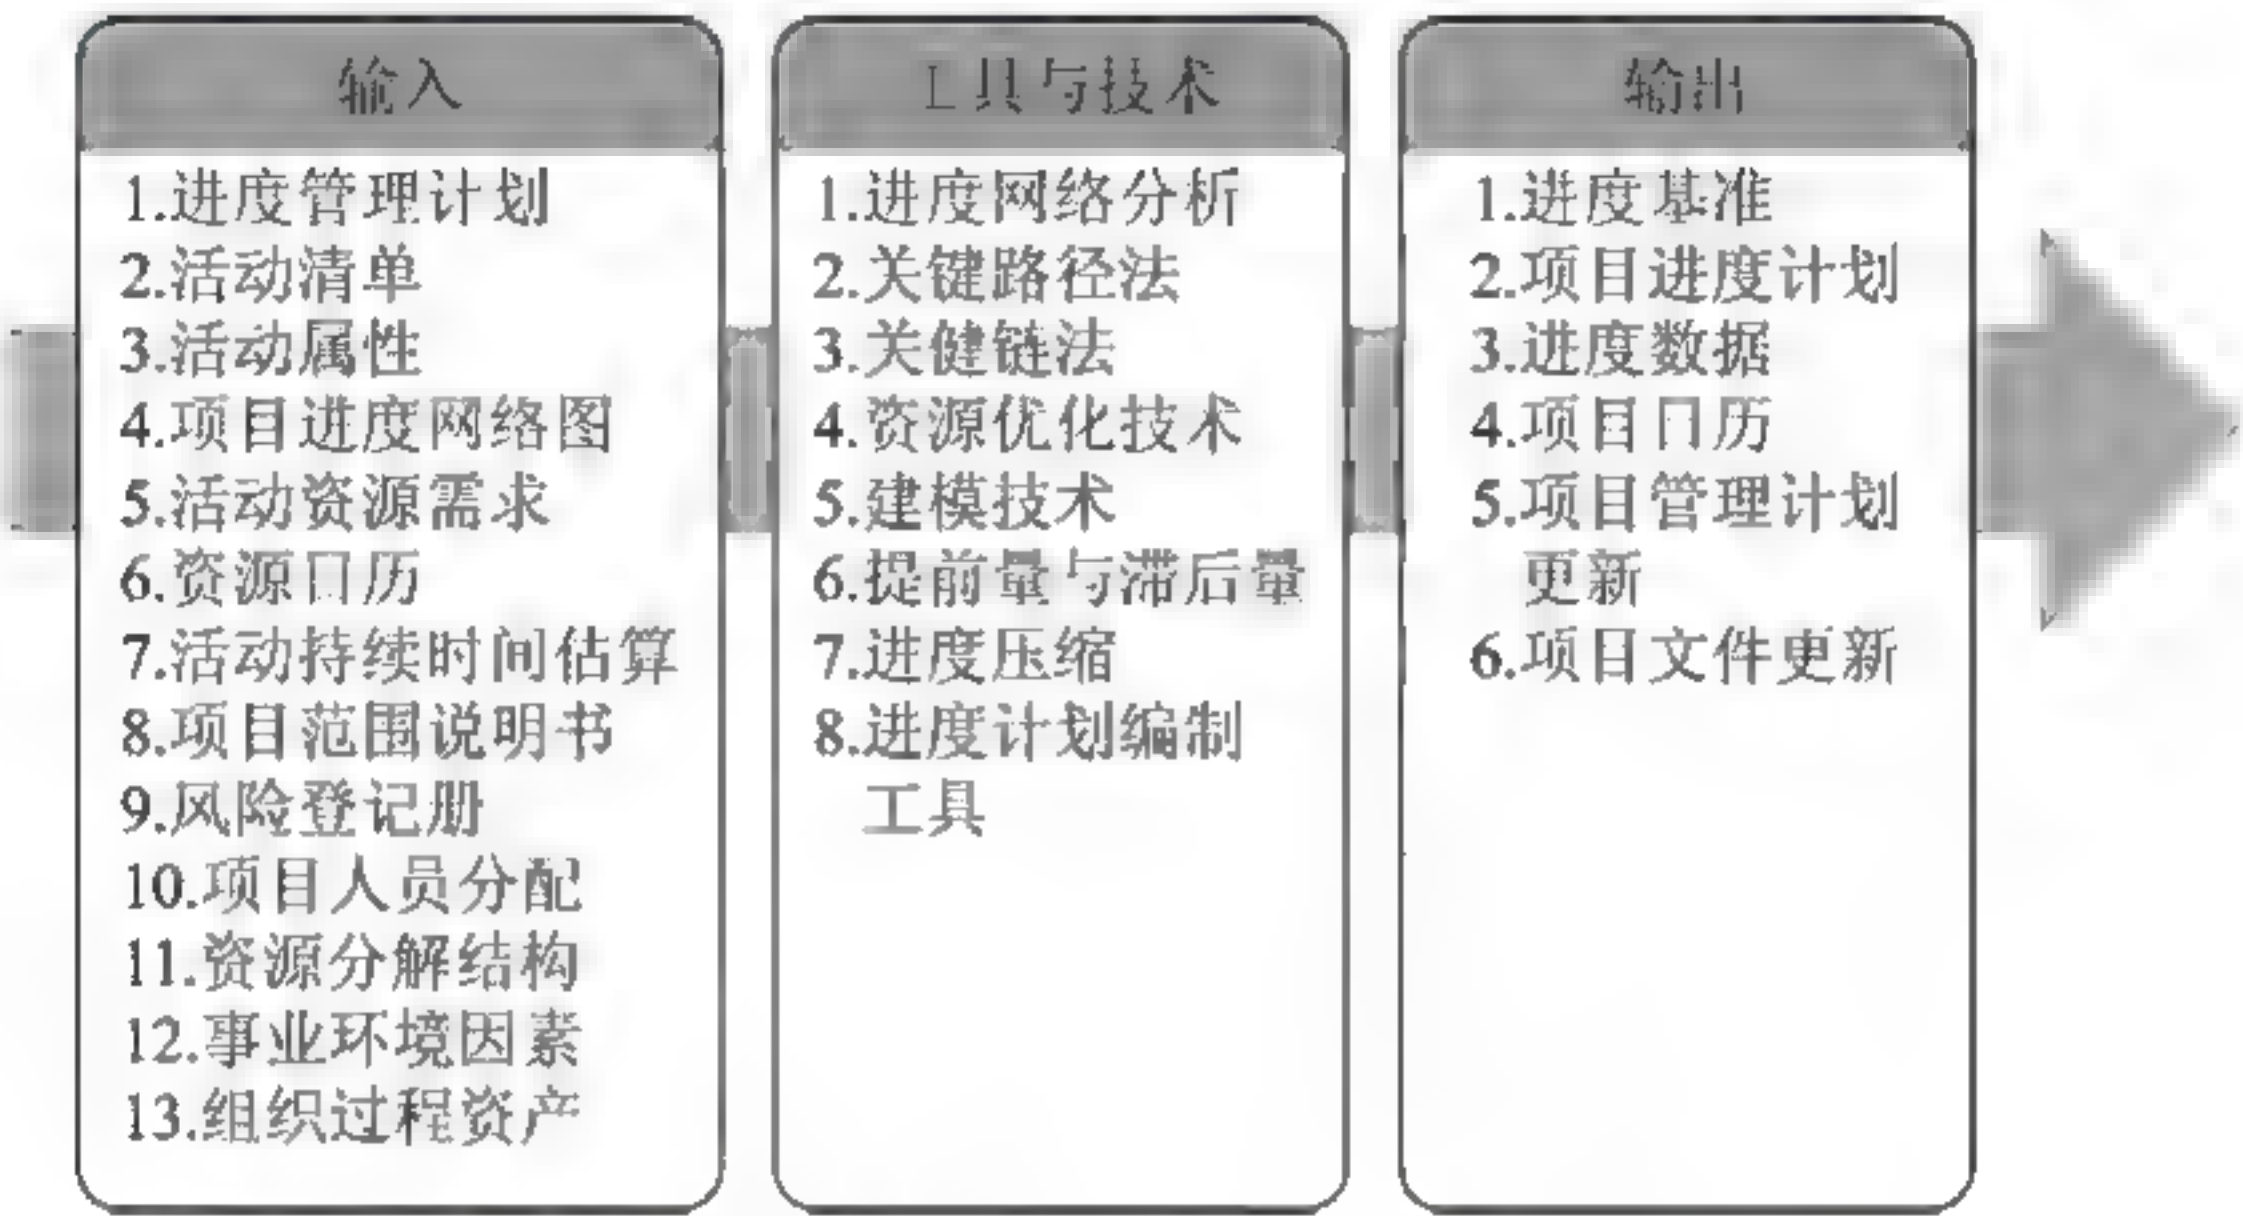 输入
1.进度管理计划
2.活动清单
3.活动属性
4.项目进度网络图
5.活动资源需求
6.资源日历
7.活动持续时间估算
8.项目范围说明书
9.风险登记册
10.项目人员分配
11.资源分解结构
12.事业环境因素
13.组织过程资产
工具与技术
1.进度网络分析
2.关键路径法
3.关健链法
4.资源优化技术
5.建模技术
6.提前量与滞后量
7.进度压缩
8.进度计划编制
工具
输出
1.进度基准
2.项目进度计划
3.进度数据
4.项目日历
5.项目管理计划
更新
6.项目文件更新